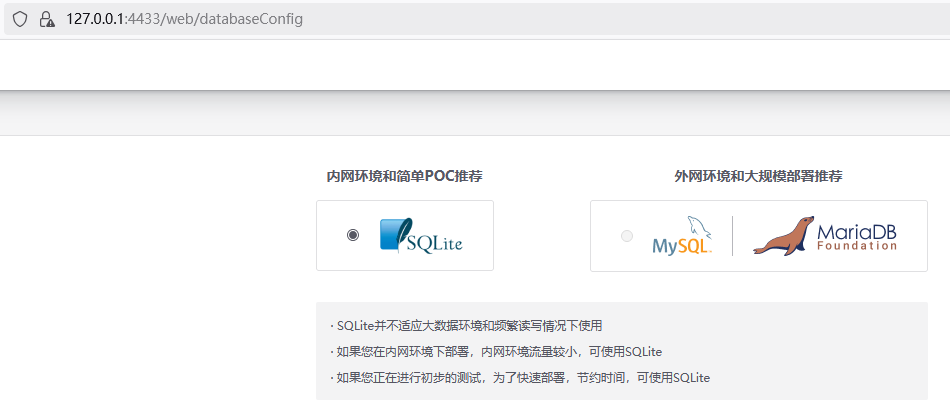 127.0.0.1:4433/web/databaseConfig
内网环境和简单POC推荐
外网环境和大规模部署推荐
SQLite
MySQL
MariaDB
Foundation
· SQLite并不适应大数据环境和频繁读写情况下使用
· 如果您在内网环境下部署，内网环境流量较小，可使用SQLite
· 如果您正在进行初步的测试，为了快速部署，节约时间，可使用SQLite